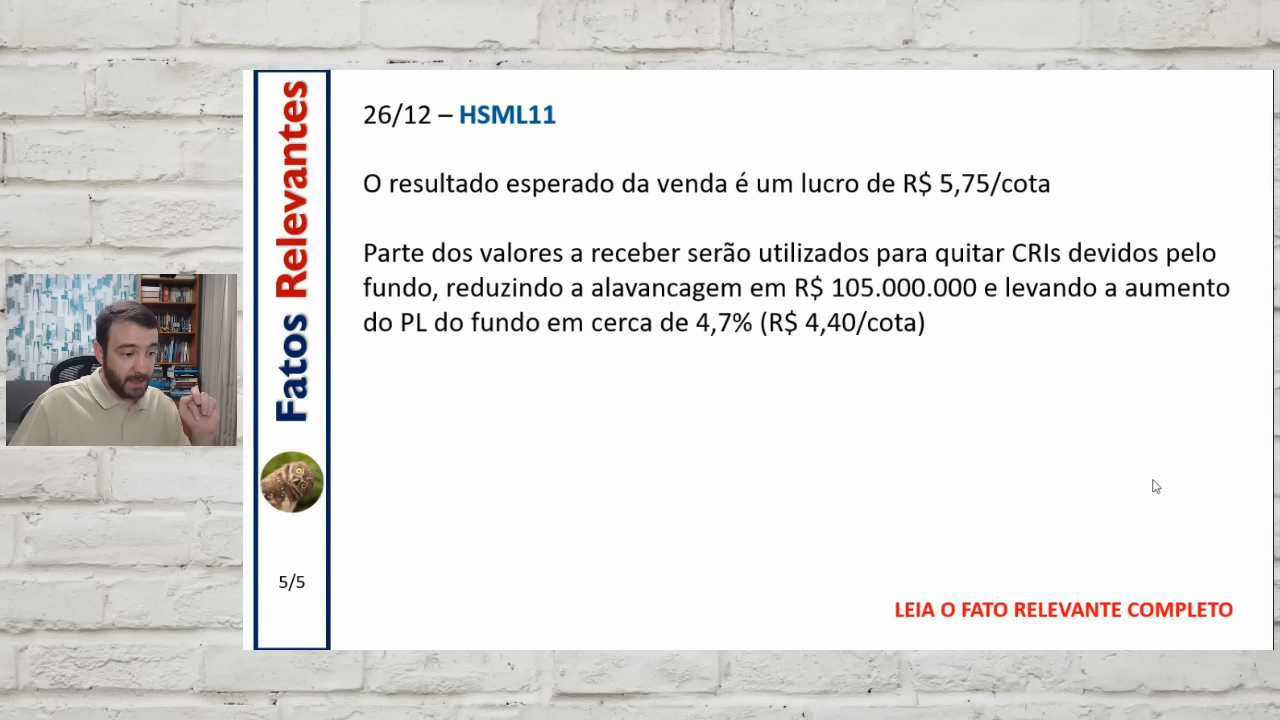 Fatos Relevantes
26/12 – HSML11
O resultado esperado da venda é um lucro de R$ 5,75/cota
Parte dos valores a receber serão utilizados para quitar CRIs devidos pelo
fundo, reduzindo a alavancagem em R$ 105.000.000 e levando a aumento
do PL do fundo em cerca de 4,7% (R$ 4,40/cota)
5/5
LEIA O FATO RELEVANTE COMPLETO